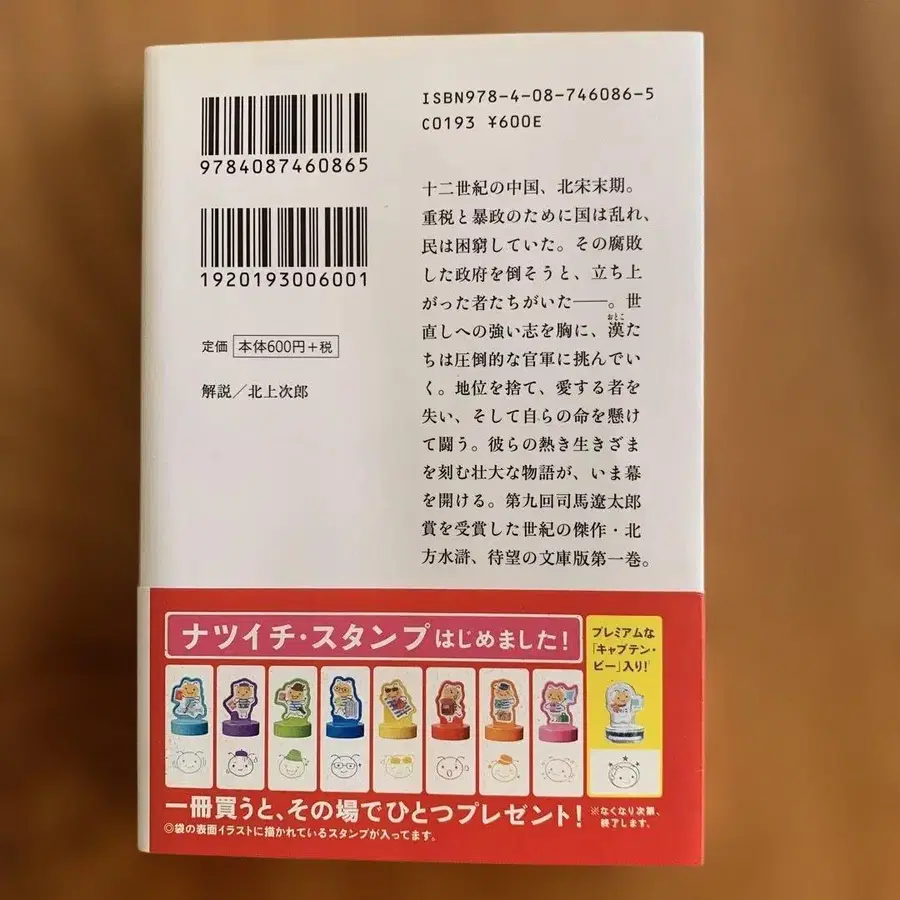 9784087460865
1920193006001
定価 本体600円+税
解説/北上次郎
ISBN978-4-08-746086-5
C0193 ¥600E
十二世紀の中国、北宋末期。
重税と暴政のために国は乱れ、
民は困窮していた。その腐敗
した政府を倒そうと、立ち上
がった者たちがいた――。世
直しへの強い志を胸に、漢た
おとこ
ちは圧倒的な官軍に挑んでい
く。地位を捨て、愛する者を
失い、そして自らの命を懸け
て闘う。彼らの熱き生きざま
を刻む壮大な物語が、いま幕
を開ける。第九回司馬遼太郎
賞を受賞した世紀の傑作・北
方水滸、待望の文庫版第一巻。
ナツイチ・スタンプはじめました!
プレミアムな
「キャプテン・
ビー」入り!
一冊買うと、その場でひとつプレゼント!
※なくなり次第、
終了します。
◎袋の表面イラストに描かれているスタンプが入ってます。